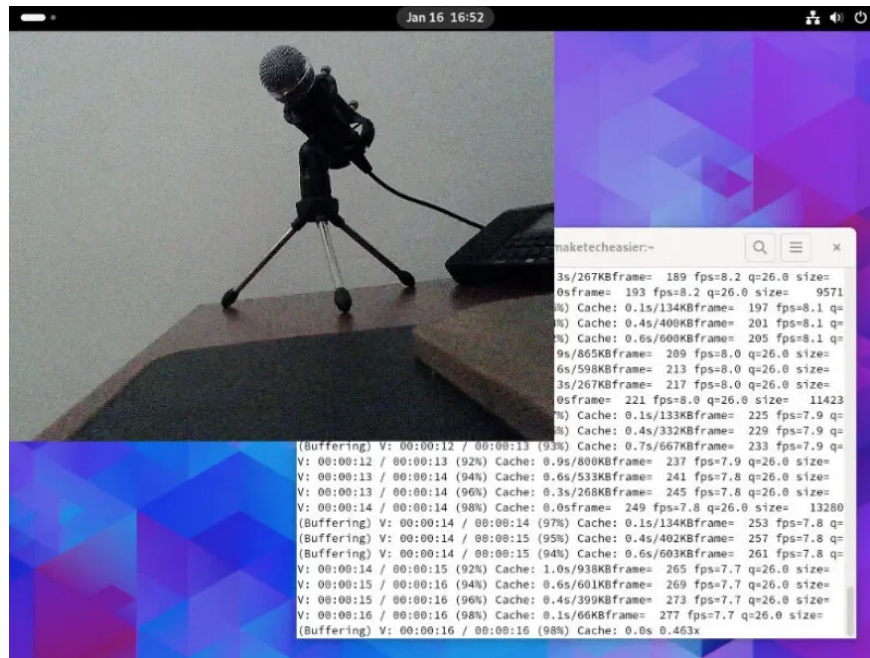 Jan 16 16:52
maketecheasier:~
3s/267KBframe= 189 fps=8.2 q=26.0 size=
0sframe= 193 fps=8.2 q=26.0 size= 9571
%) Cache: 0.1s/134KBframe= 197 fps=8.1 q=
%) Cache: 0.4s/400KBframe= 201 fps=8.1 q=
2%) Cache: 0.6s/600KBframe= 205 fps=8.1 q=
9s/865KBframe= 209 fps=8.0 q=26.0 size=
6s/598KBframe= 213 fps=8.0 q=26.0 size=
3s/267KBframe= 217 fps=8.0 q=26.0 size=
0sframe= 221 fps=8.0 q=26.0 size= 11423
7%) Cache: 0.1s/133KBframe= 225 fps=7.9 q=
%) Cache: 0.4s/332KBframe= 229 fps=7.9 q=
(Buffering) V: 00:00:12 / 00:00:13 (93%) Cache: 0.7s/667KBframe= 233 fps=7.9 q=
V: 00:00:12 / 00:00:13 (92%) Cache: 0.9s/800KBframe= 237 fps=7.9 q=26.0 size=
V: 00:00:13 / 00:00:14 (94%) Cache: 0.6s/533KBframe= 241 fps=7.8 q=26.0 size=
V: 00:00:13 / 00:00:14 (96%) Cache: 0.3s/268KBframe= 245 fps=7.8 q=26.0 size=
V: 00:00:14 / 00:00:14 (98%) Cache: 0.0sframe= 249 fps=7.8 q=26.0 size= 13280
(Buffering) V: 00:00:14 / 00:00:14 (97%) Cache: 0.1s/134KBframe= 253 fps=7.8 q=
(Buffering) V: 00:00:14 / 00:00:15 (95%) Cache: 0.4s/402KBframe= 257 fps=7.8 q=
(Buffering) V: 00:00:14 / 00:00:15 (94%) Cache: 0.6s/603KBframe= 261 fps=7.8 q=
V: 00:00:14 / 00:00:15 (92%) Cache: 1.0s/938KBframe= 265 fps=7.7 q=26.0 size=
V: 00:00:15 / 00:00:16 (94%) Cache: 0.6s/601KBframe= 269 fps=7.7 q=26.0 size=
V: 00:00:15 / 00:00:16 (96%) Cache: 0.4s/399KBframe= 273 fps=7.7 q=26.0 size=
V: 00:00:16 / 00:00:16 (98%) Cache: 0.1s/66KBframe= 277 fps=7.7 q=26.0 size=
(Buffering) V: 00:00:16 / 00:00:16 (98%) Cache: 0.0s 0.463x